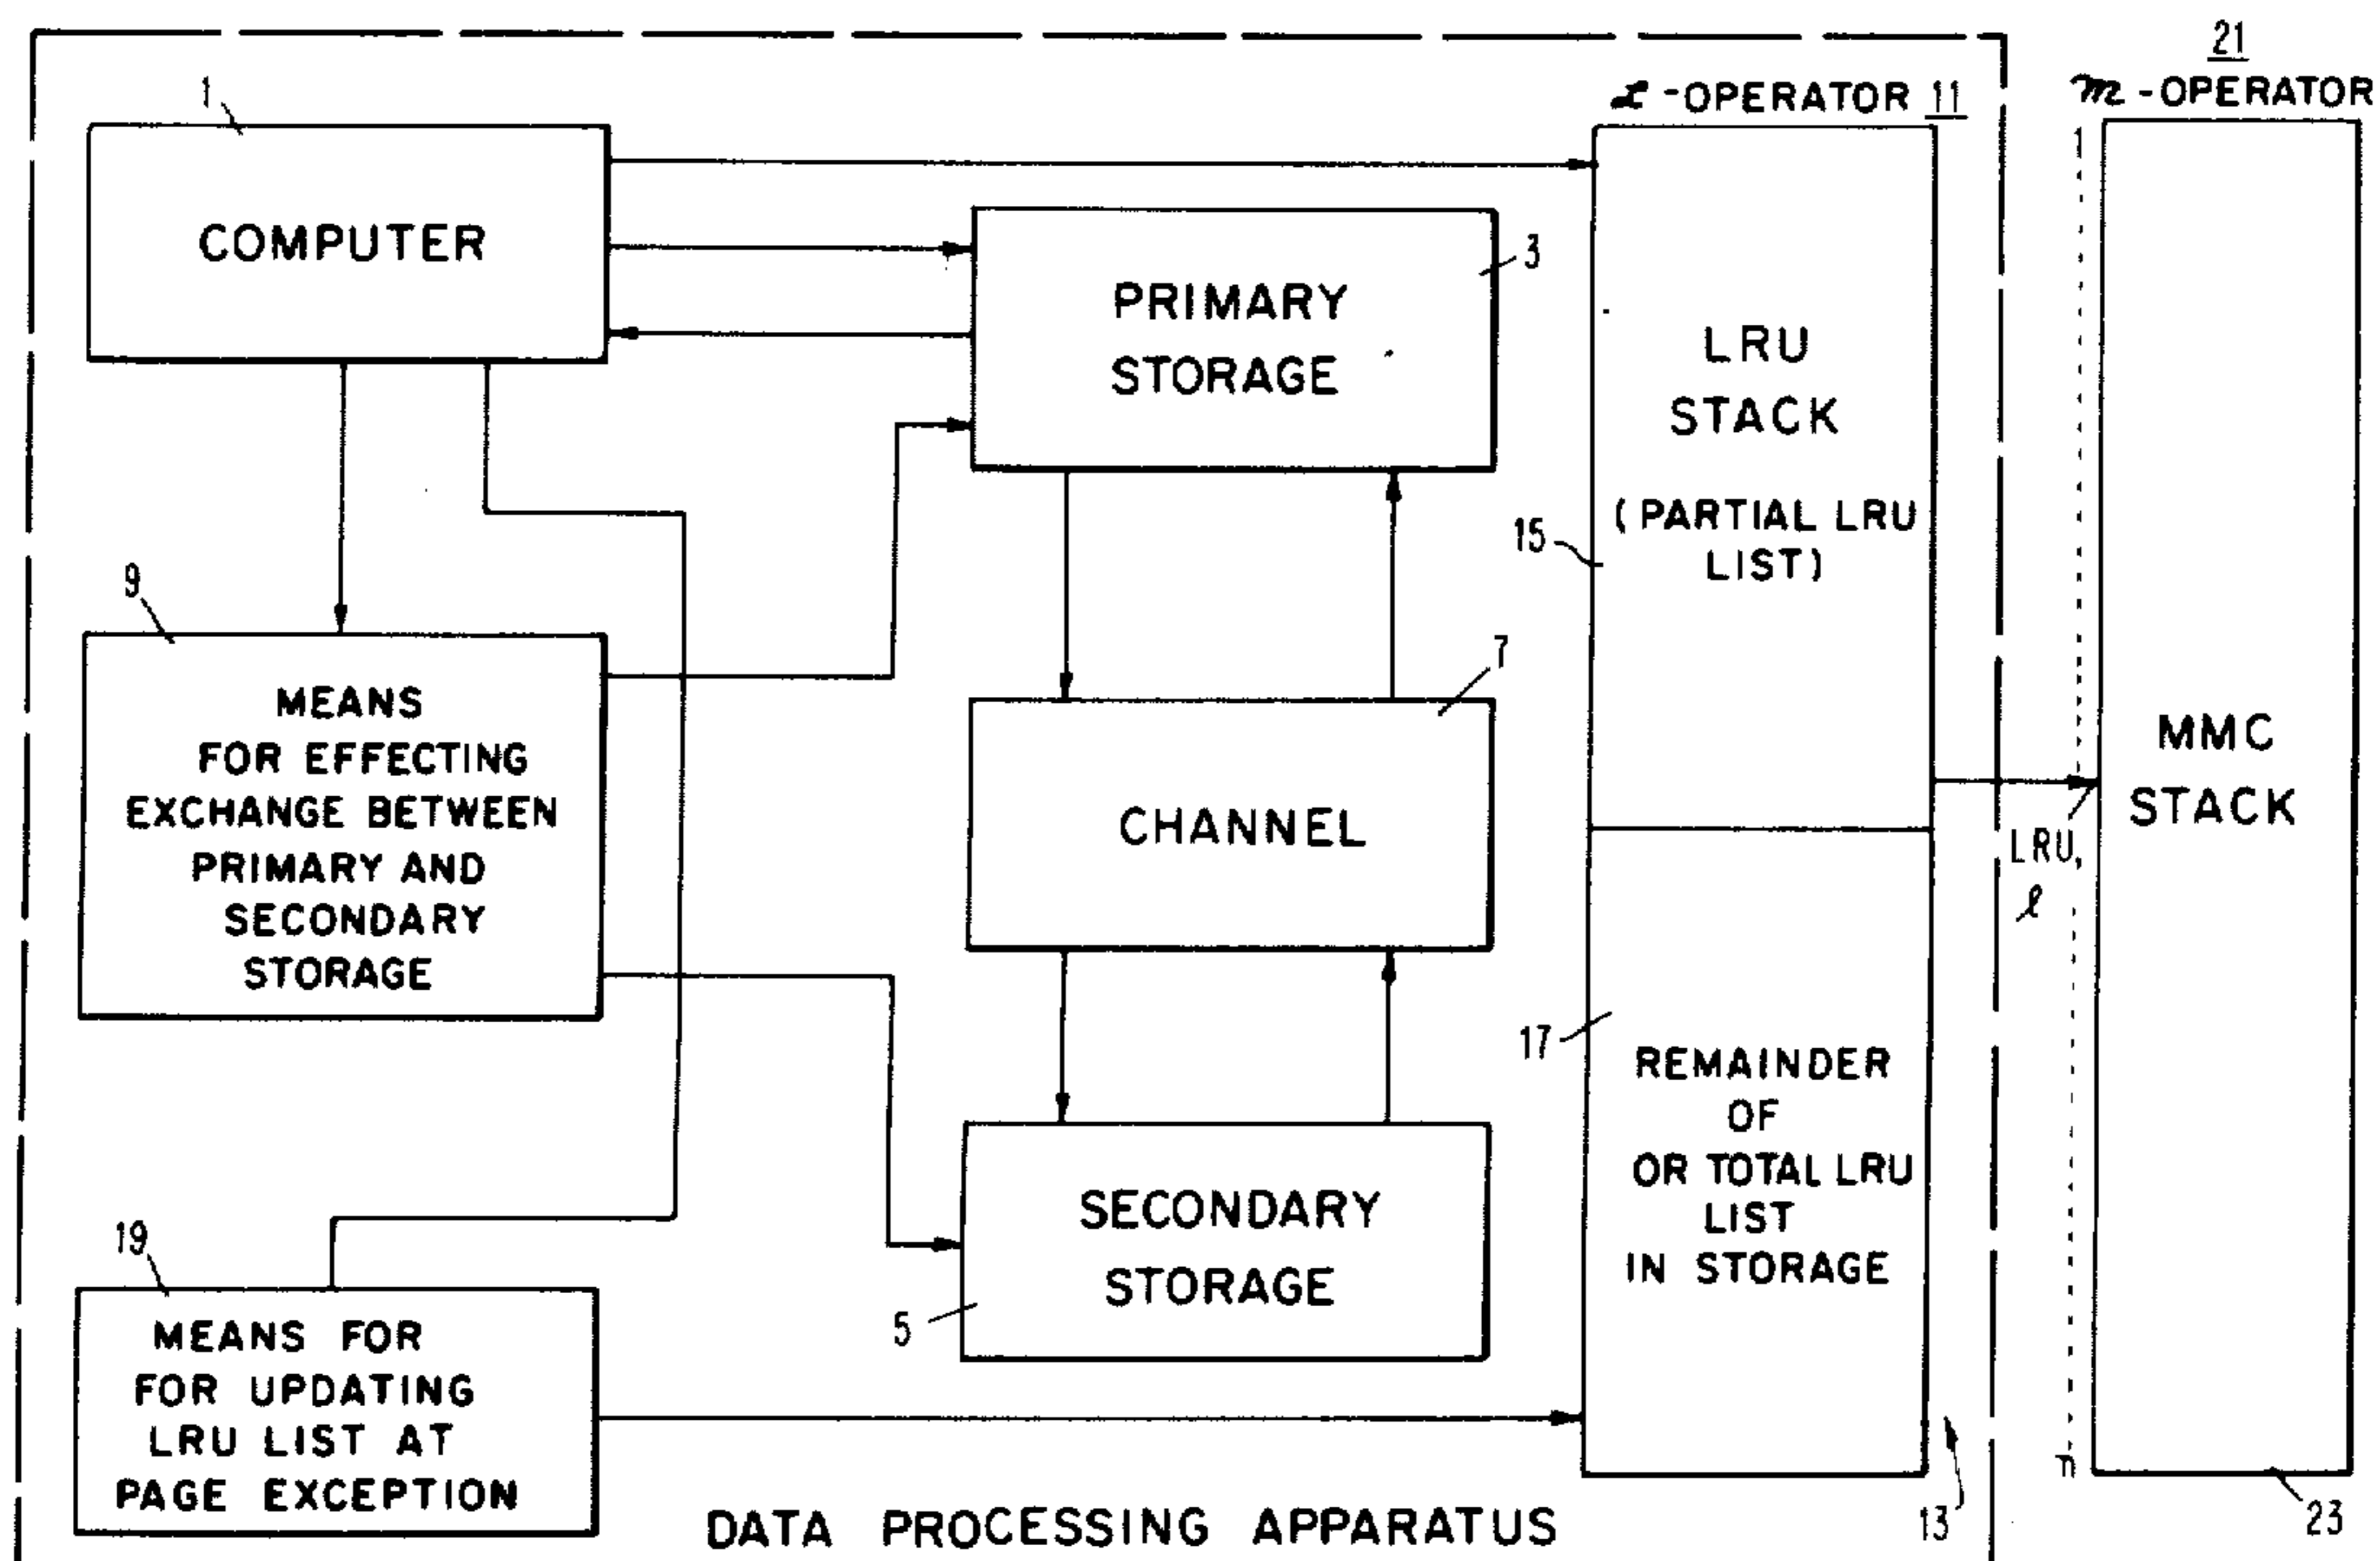 21
ℒ-OPERATOR 11
𝓜-OPERATOR
1
COMPUTER
1
PRIMARY
STORAGE
3
LRU
STACK
(PARTIAL LRU
LIST)
15
9
MEANS
FOR EFFECTING
EXCHANGE BETWEEN
PRIMARY AND
SECONDARY
STORAGE
7
CHANNEL
MMC
STACK
LRU,
ℓ
17
REMAINDER
OF
OR TOTAL LRU
LIST
IN STORAGE
SECONDARY
STORAGE
5
19
MEANS FOR
FOR UPDATING
LRU LIST AT
PAGE EXCEPTION
n
13
23
DATA PROCESSING APPARATUS